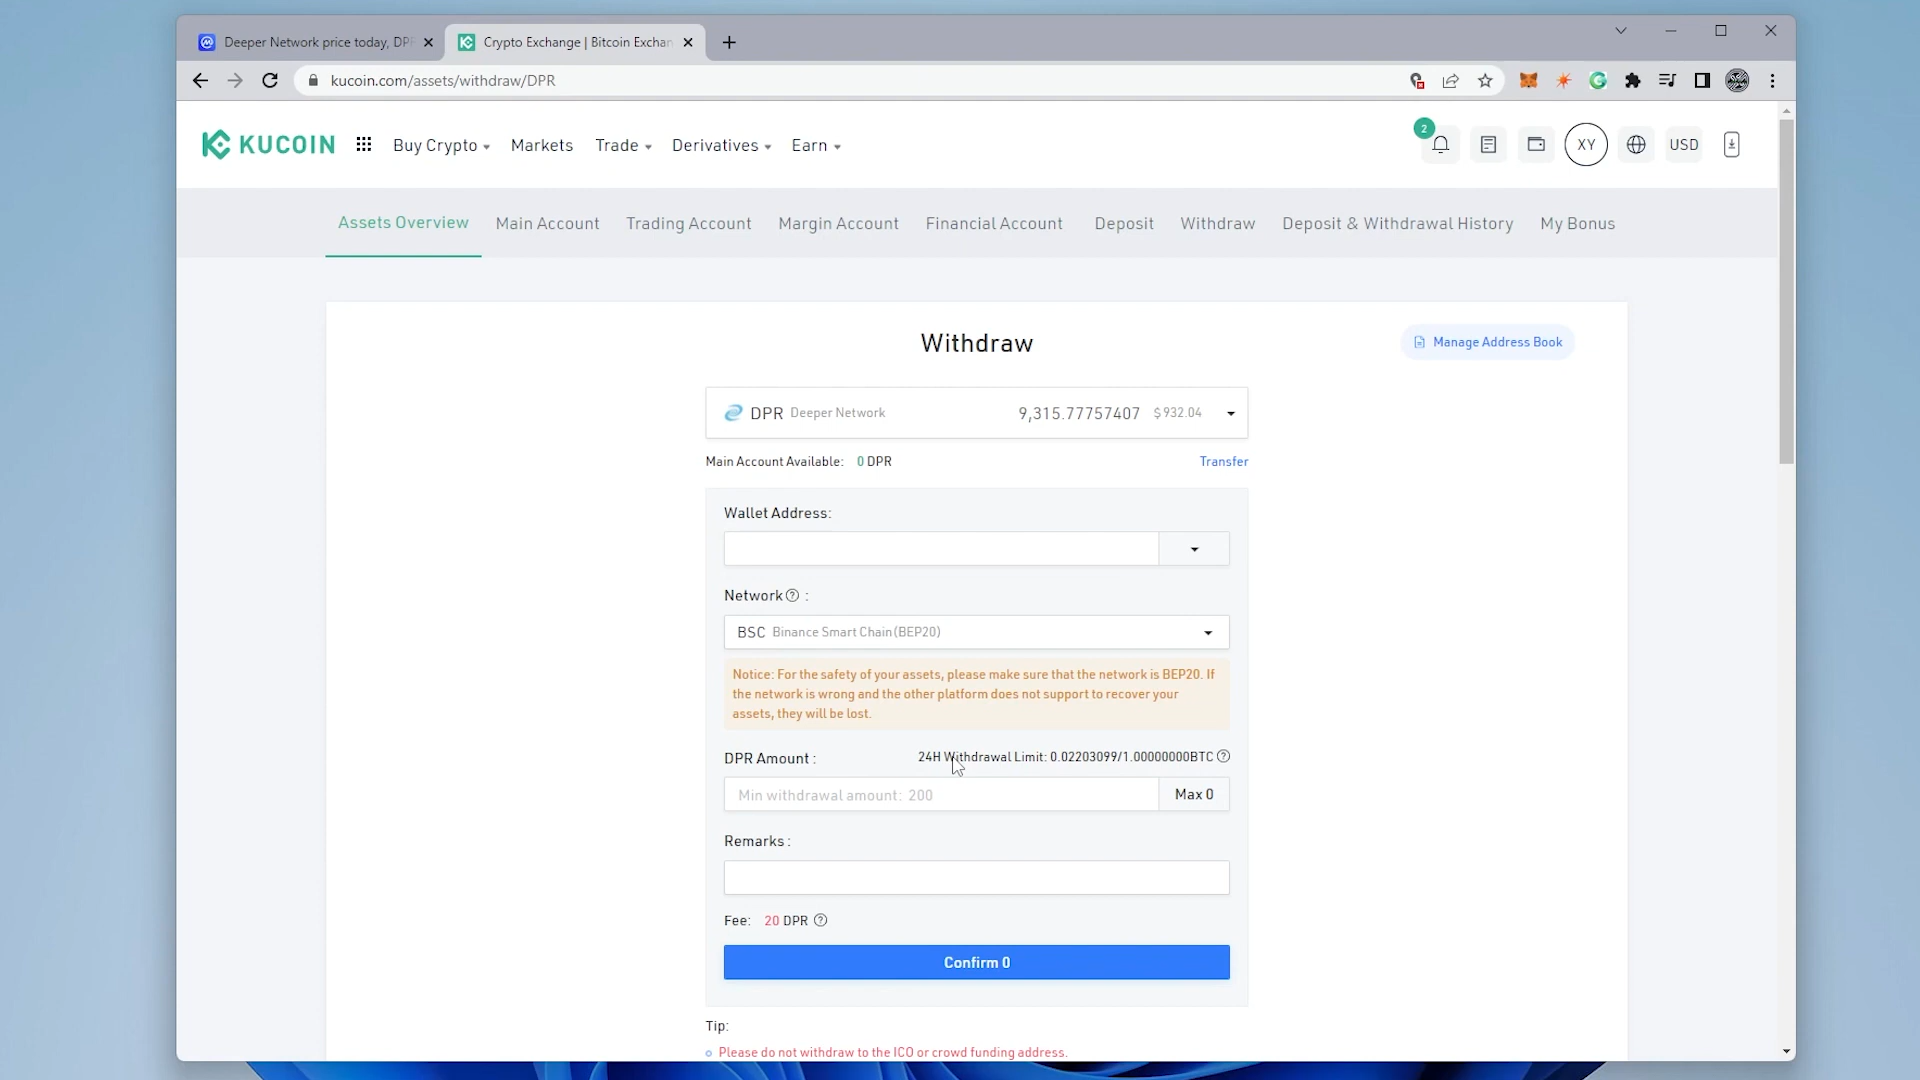 Deeper Network price today, DPR
Crypto Exchange | Bitcoin Exchan
kucoin.com/assets/withdraw/DPR
KUCOIN
Buy Crypto
Markets
Trade
Derivatives
Earn
2
XY
USD
Assets Overview
Main Account
Trading Account
Margin Account
Financial Account
Deposit
Withdraw
Deposit & Withdrawal History
My Bonus
Withdraw
Manage Address Book
DPR Deeper Network 9,315.77757407 $932.04
Main Account Available: 0 DPR
Transfer
Wallet Address:
Network? :
BSC Binance Smart Chain(BEP20)
Notice: For the safety of your assets, please make sure that the network is BEP20. If
the network is wrong and the other platform does not support to recover your
assets, they will be lost.
DPR Amount :
24H Withdrawal Limit: 0.02203099/1.00000000BTC ?
Min withdrawal amount: 200
Max 0
Remarks :
Fee: 20 DPR ?
Confirm 0
Tip:
Please do not withdraw to the ICO or crowd funding address.